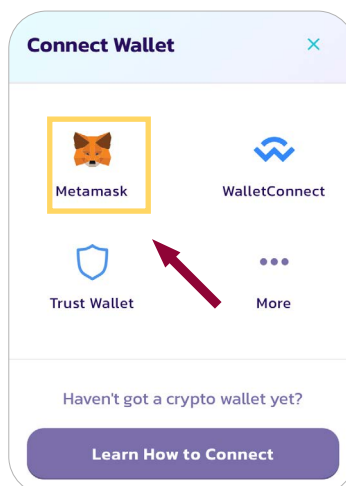 Connect Wallet
Metamask
WalletConnect
Trust Wallet
More
Haven't got a crypto wallet yet?
Learn How to Connect